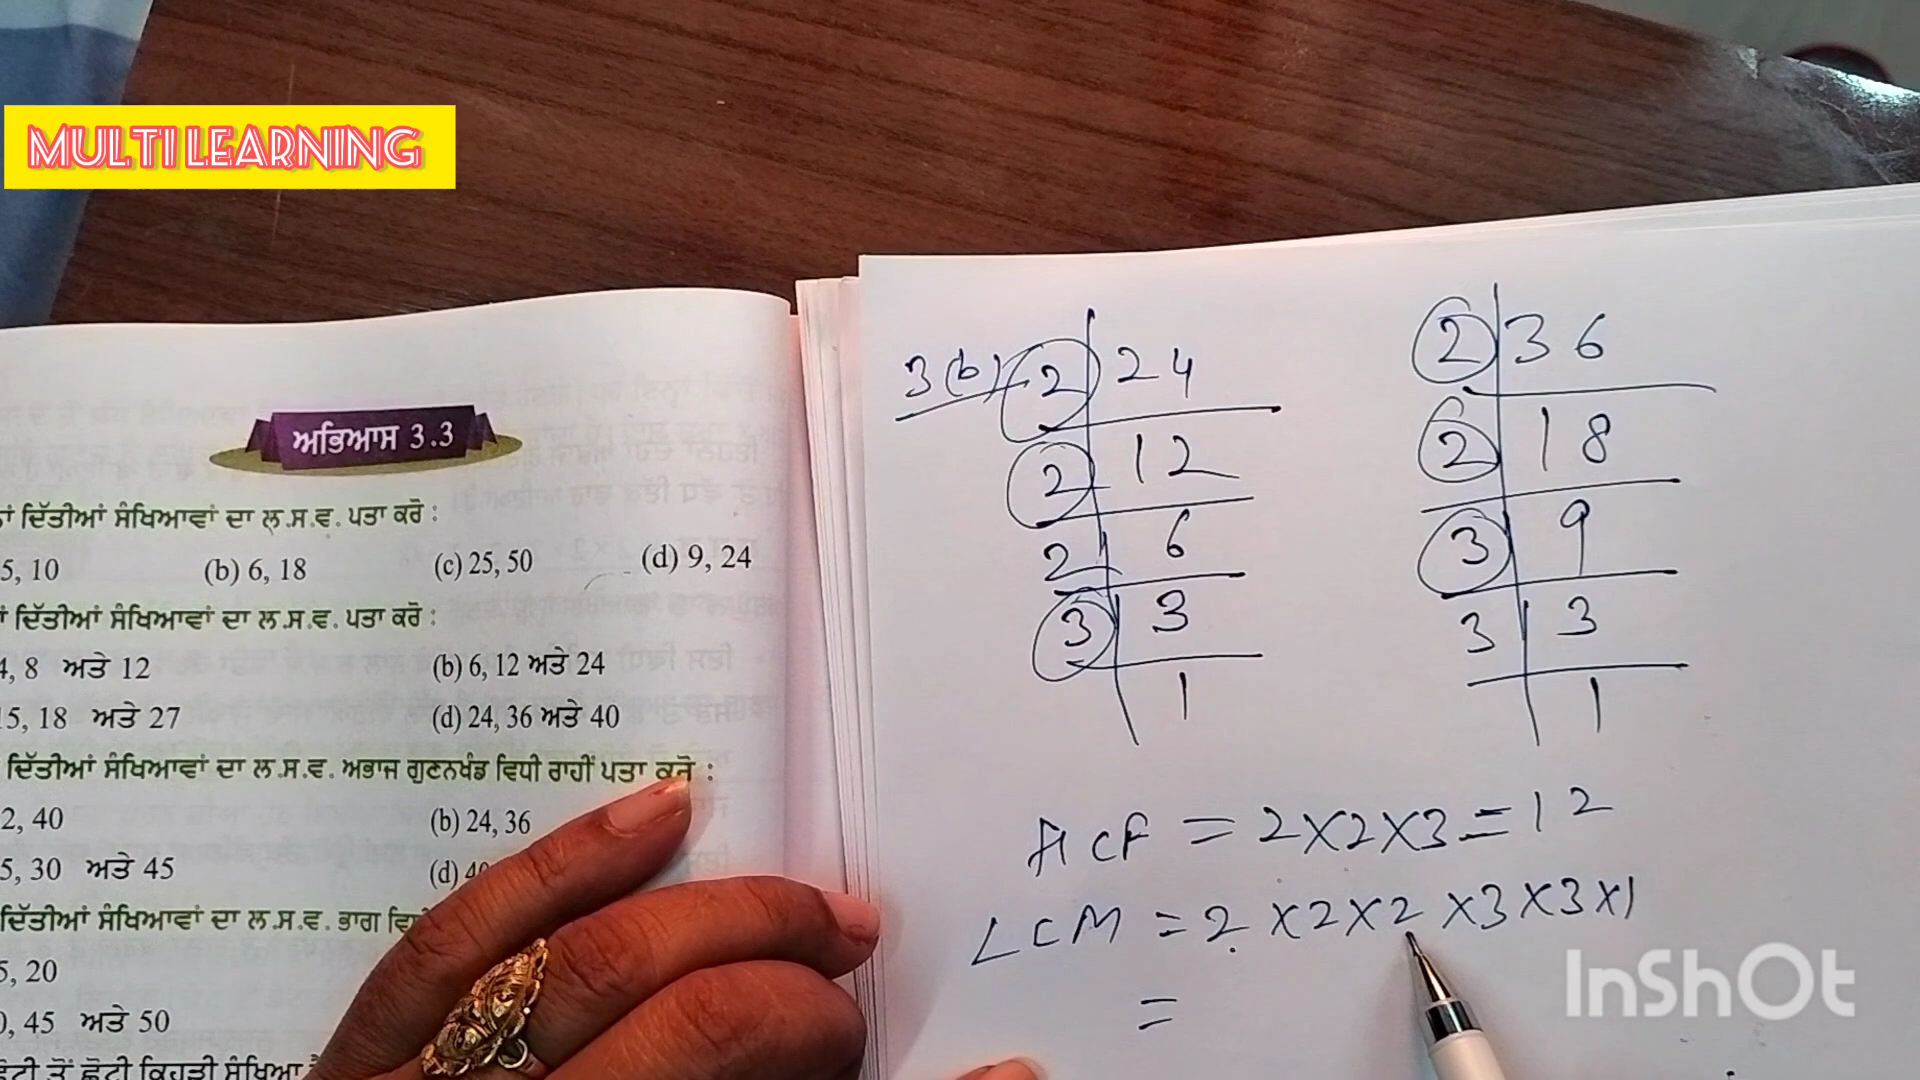 MULTI LEARNING
ਅਭਿਆਸ 3.3
ਦਿੱਤੀਆਂ ਸੰਖਿਆਵਾਂ ਦਾ ਲ.ਸ.ਵ. ਪਤਾ ਕਰੋ :
5, 10 (b) 6, 18 (c) 25, 50 (d) 9, 24
ਦਿੱਤੀਆਂ ਸੰਖਿਆਵਾਂ ਦਾ ਲ.ਸ.ਵ. ਪਤਾ ਕਰੋ :
4, 8 ਅਤੇ 12 (b) 6, 12 ਅਤੇ 24
15, 18 ਅਤੇ 27 (d) 24, 36 ਅਤੇ 40
ਦਿੱਤੀਆਂ ਸੰਖਿਆਵਾਂ ਦਾ ਲ.ਸ.ਵ. ਅਭਾਜ ਗੁਣਨਖੰਡ ਵਿਧੀ ਰਾਹੀਂ ਪਤਾ ਕਰੋ :
2, 40 (b) 24, 36
5, 30 ਅਤੇ 45 (d) 40
ਦਿੱਤੀਆਂ ਸੰਖਿਆਵਾਂ ਦਾ ਲ.ਸ.ਵ. ਭਾਗ
5, 20
0, 45 ਅਤੇ 50
ਤੋਂ ਛੋਟੀ ਕਿਹੜੀ ਸੰਖਿਆ
3(b) 2 24
2 12
2 6
3 3
1
2 36
2 18
3 9
3 3
1
HCF = 2×2×3 = 12
LCM = 2×2×2×3×3×1
=
InShOt